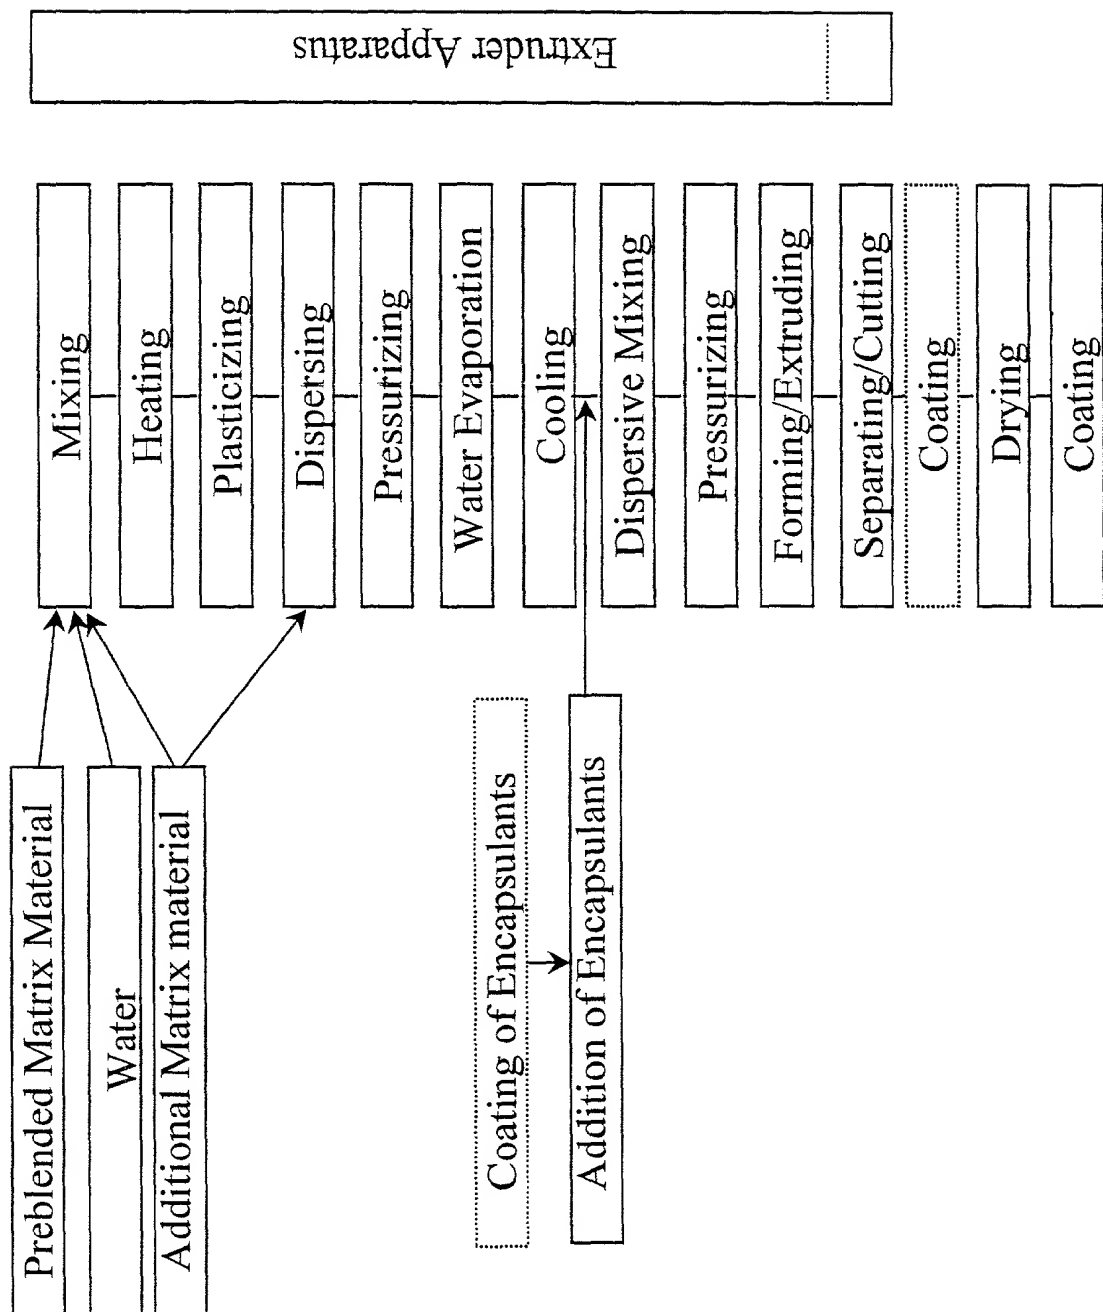 Preblended Matrix Material
Water
Additional Matrix material
Coating of Encapsulants
Addition of Encapsulants
Mixing
Heating
Plasticizing
Dispersing
Pressurizing
Water Evaporation
Cooling
Dispersive Mixing
Pressurizing
Forming/Extruding
Separating/Cutting
Coating
Drying
Coating
Extruder Apparatus